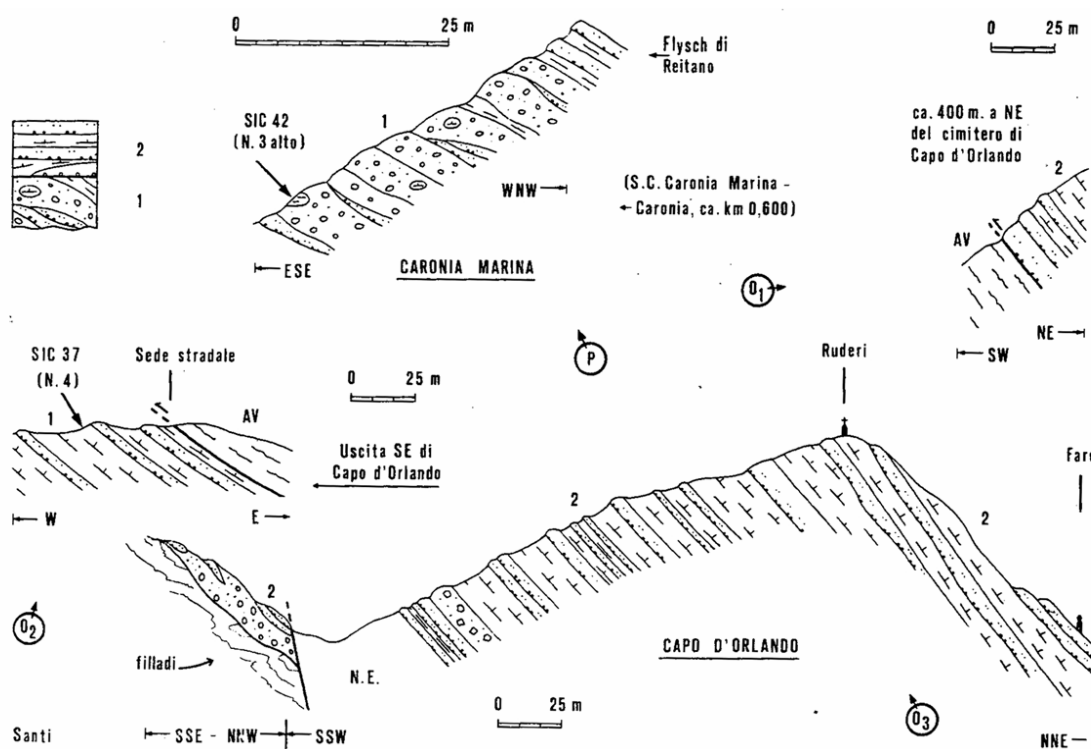 0 25 m
Flysch di
Reitano
0 25 m
SIC 42
(N. 3 alto)
1
ca. 400 m. a NE
del cimitero di
Capo d'Orlando
2
1
2
WNW
(S.C. Caronia Marina -
Caronia, ca. km 0,600)
AV
ESE
CARONIA MARINA
O1
NE
SW
P
SIC 37
(N. 4)
Sede stradale
0 25 m
Ruderi
1
AV
Uscita SE di
Capo d'Orlando
W
E
2
2
Faro
2
O2
filladi
N.E.
CAPO D'ORLANDO
0 25 m
O3
Santi
SSE - NNW
SSW
NNE